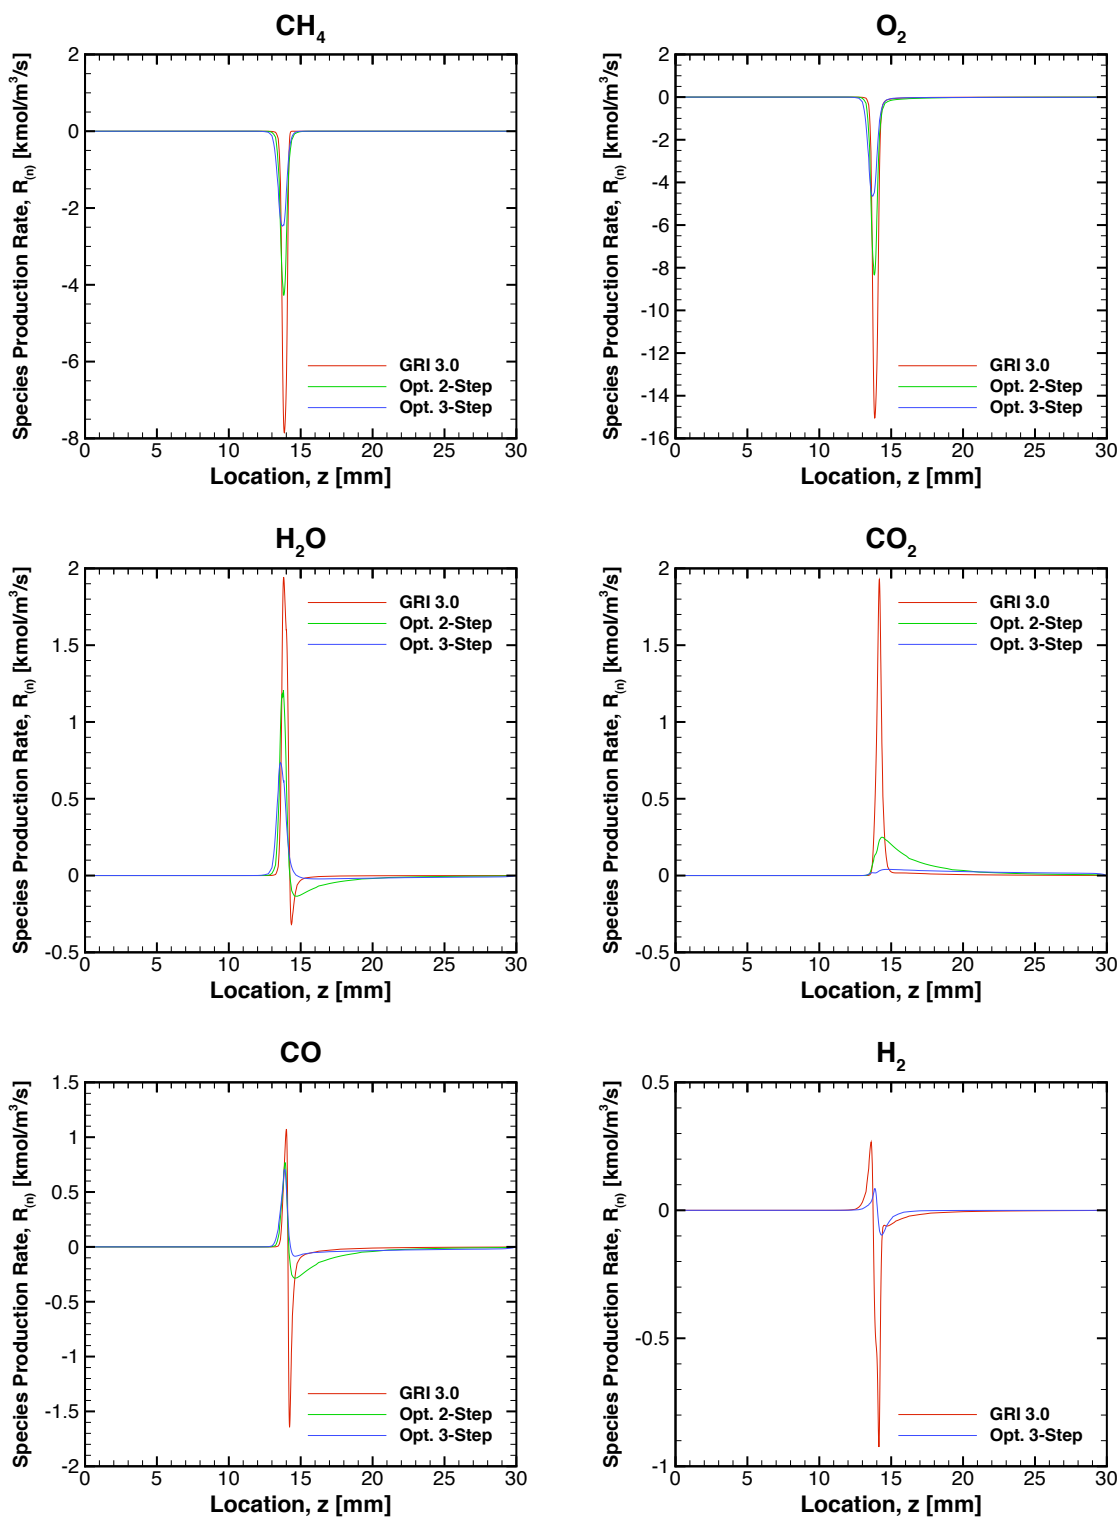 CH4
Species Production Rate, R(n) [kmol/m3/s]
2
0
-2
-4
-6
-8
GRI 3.0
Opt. 2-Step
Opt. 3-Step
0 5 10 15 20 25 30
Location, z [mm]
O2
Species Production Rate, R(n) [kmol/m3/s]
2
0
-2
-4
-6
-8
-10
-12
-14
-16
GRI 3.0
Opt. 2-Step
Opt. 3-Step
0 5 10 15 20 25 30
Location, z [mm]
H2O
Species Production Rate, R(n) [kmol/m3/s]
2
1.5
1
0.5
0
-0.5
GRI 3.0
Opt. 2-Step
Opt. 3-Step
0 5 10 15 20 25 30
Location, z [mm]
CO2
Species Production Rate, R(n) [kmol/m3/s]
2
1.5
1
0.5
0
-0.5
GRI 3.0
Opt. 2-Step
Opt. 3-Step
0 5 10 15 20 25 30
Location, z [mm]
CO
Species Production Rate, R(n) [kmol/m3/s]
1.5
1
0.5
0
-0.5
-1
-1.5
-2
GRI 3.0
Opt. 2-Step
Opt. 3-Step
0 5 10 15 20 25 30
Location, z [mm]
H2
Species Production Rate, R(n) [kmol/m3/s]
0.5
0
-0.5
-1
GRI 3.0
Opt. 3-Step
0 5 10 15 20 25 30
Location, z [mm]